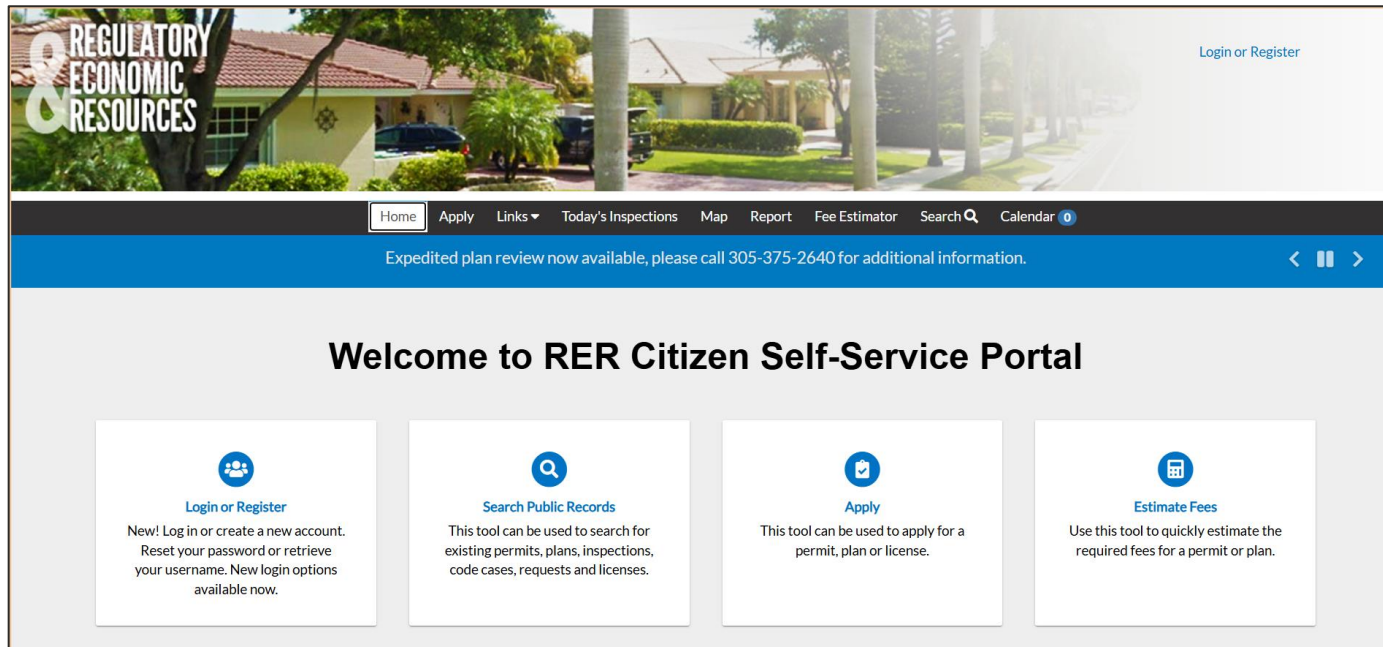 REGULATORY
& ECONOMIC
RESOURCES
Login or Register
Home Apply Links Today's Inspections Map Report Fee Estimator Search Calendar 0
Expedited plan review now available, please call 305-375-2640 for additional information.
Welcome to RER Citizen Self-Service Portal
Login or Register
New! Log in or create a new account.
Reset your password or retrieve
your username. New login options
available now.
Search Public Records
This tool can be used to search for
existing permits, plans, inspections,
code cases, requests and licenses.
Apply
This tool can be used to apply for a
permit, plan or license.
Estimate Fees
Use this tool to quickly estimate the
required fees for a permit or plan.